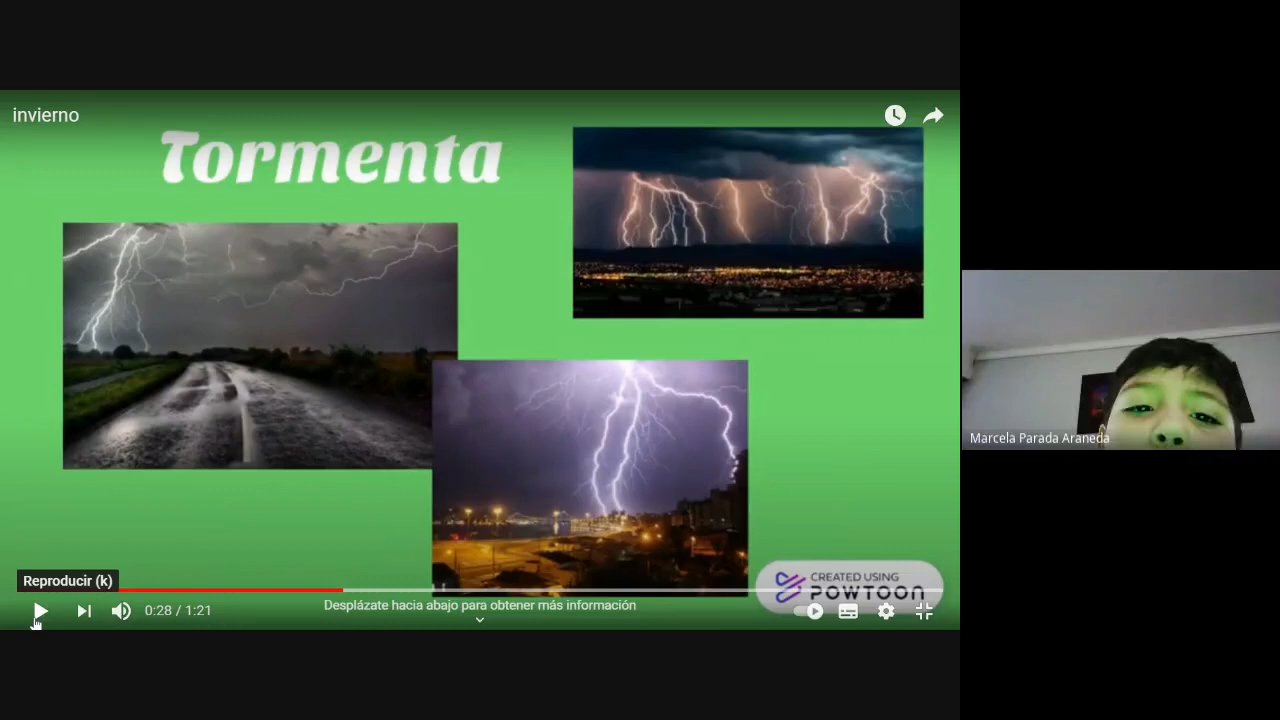 invierno
Tormenta
Marcela Parada Araneda
Reproducir (k)
CREATED USING
POWTOON
0:28 / 1:21
Desplázate hacia abajo para obtener más información